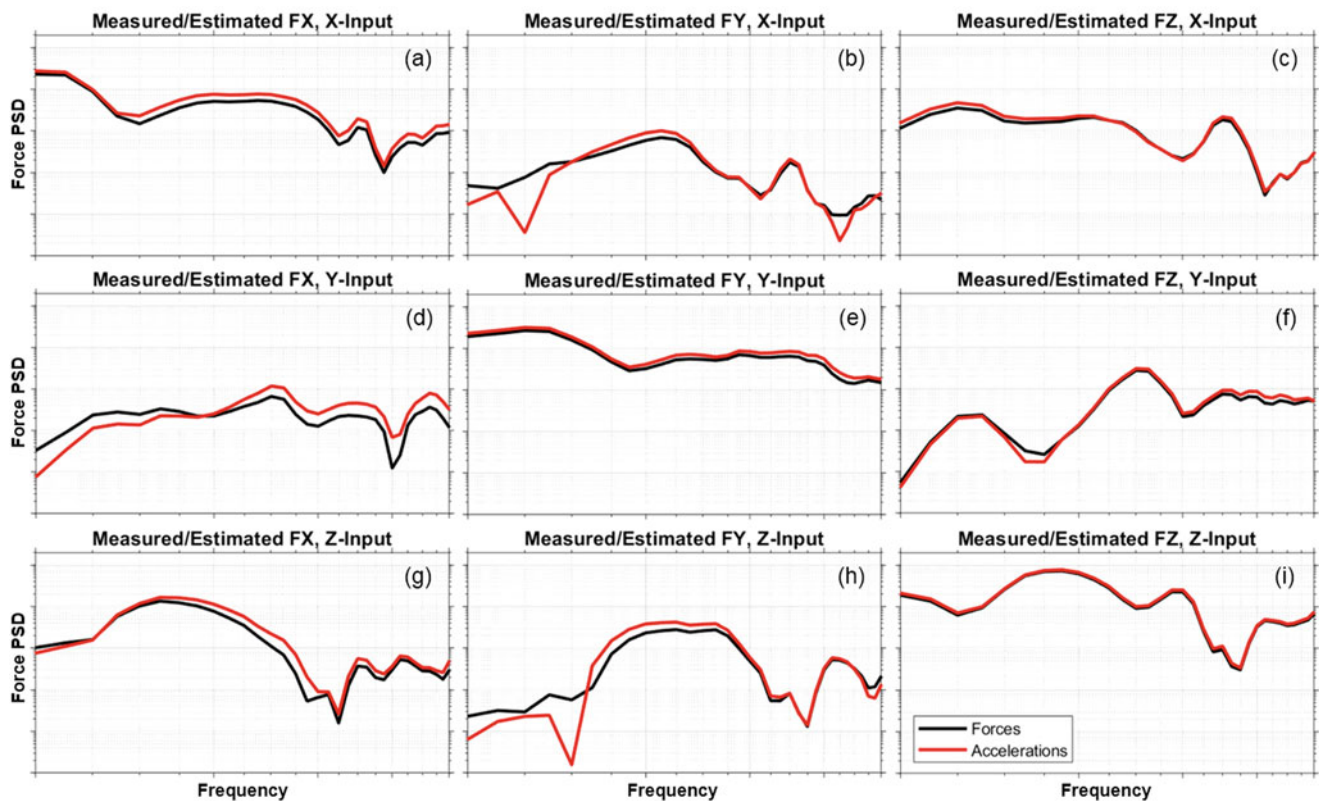 Measured/Estimated FX, X-Input
Measured/Estimated FY, X-Input
Measured/Estimated FZ, X-Input
(a)
(b)
(c)
Force PSD
Measured/Estimated FX, Y-Input
Measured/Estimated FY, Y-Input
Measured/Estimated FZ, Y-Input
(d)
(e)
(f)
Force PSD
Measured/Estimated FX, Z-Input
Measured/Estimated FY, Z-Input
Measured/Estimated FZ, Z-Input
(g)
(h)
(i)
Force PSD
Forces
Accelerations
Frequency
Frequency
Frequency